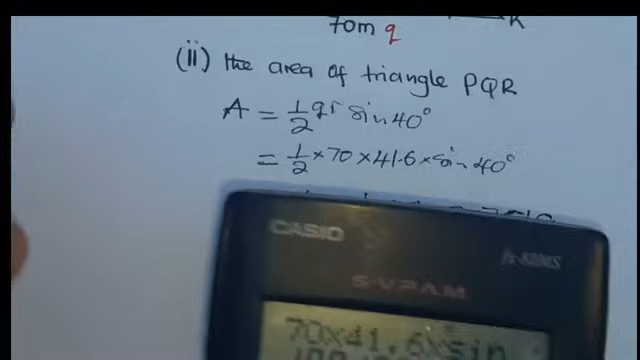 70m q
R
(ii) the area of triangle PQR
A = 1/2 qr sin 40°
= 1/2 × 70 × 41.6 × sin 40°
CASIO
S-V.P.A.M.
70×41.6×sin